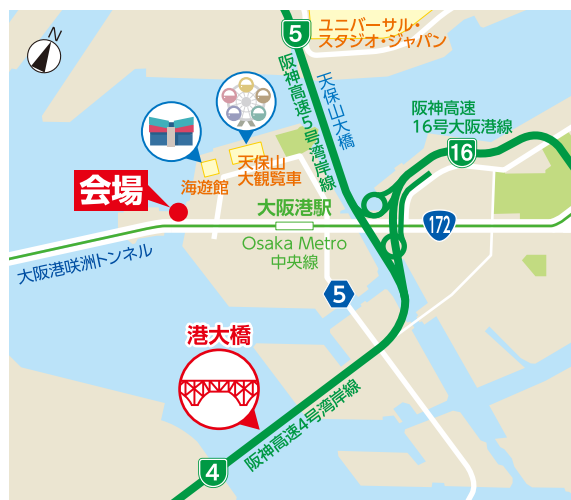 N
5
ユニバーサル・
スタジオ・ジャパン
阪神高速5号湾岸線
天保山大橋
阪神高速
16号大阪港線
16
海遊館
天保山
大観覧車
会場
大阪港駅
172
Osaka Metro
中央線
大阪港咲洲トンネル
5
港大橋
阪神高速4号湾岸線
4